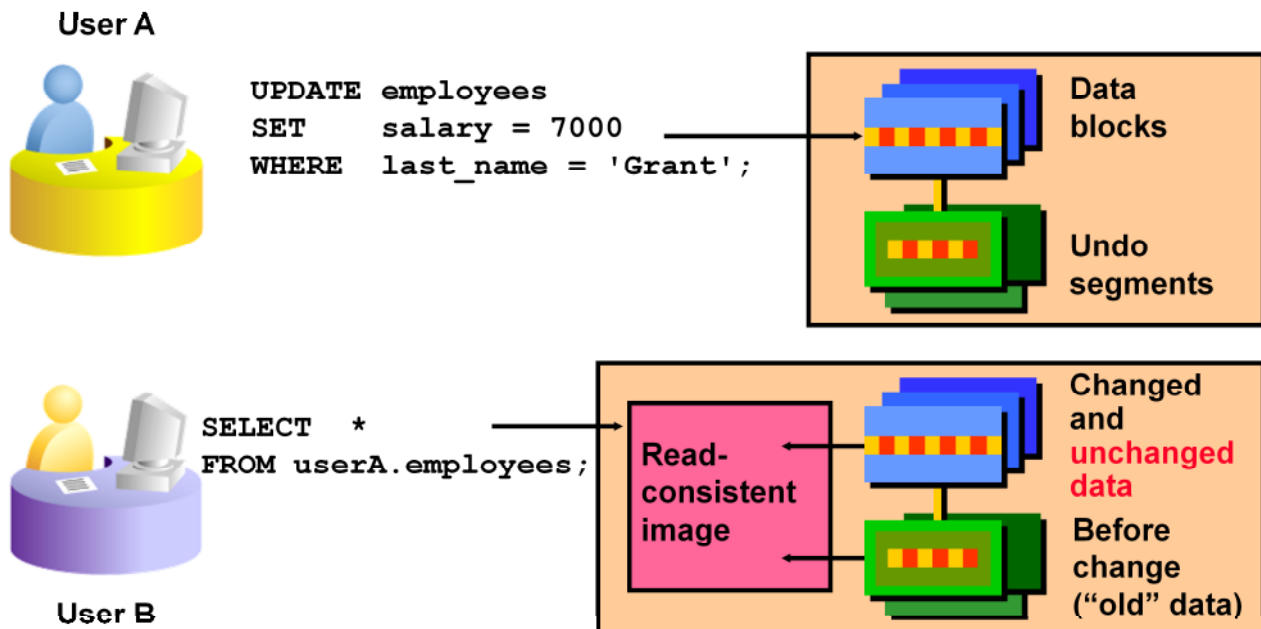 User A
UPDATE employees
SET salary = 7000
WHERE last_name = 'Grant';
Data
blocks
Undo
segments
SELECT *
FROM userA.employees;
Read-
consistent
image
Changed
and
unchanged
data
Before
change
(“old” data)
User B